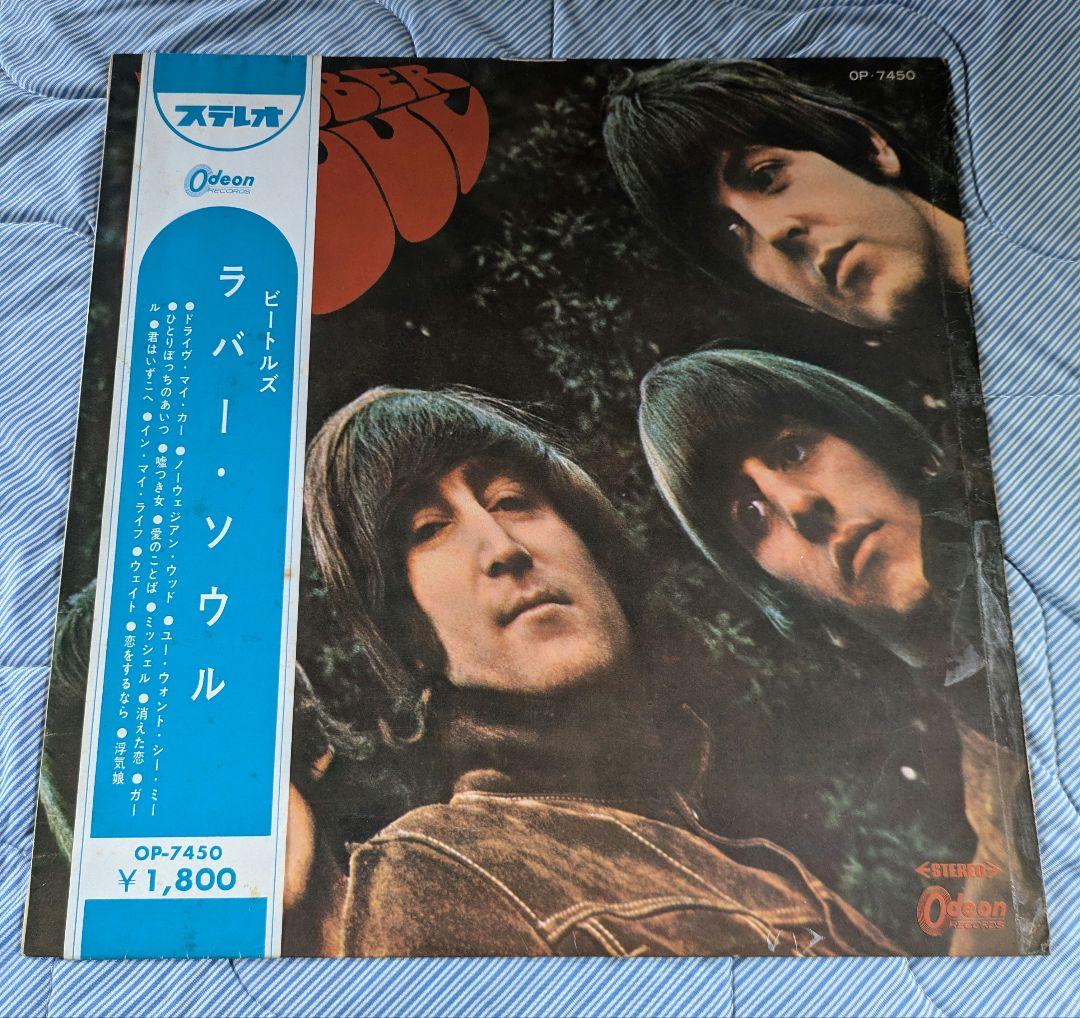 ステレオ
Odeon
RECORDS
ビートルズ
ラバー・ソウル
●ドライヴ・マイ・カー ●ノーウェジアン・ウッド ●ユー・ウォント・シー・ミー
●ひとりぼっちのあいつ ●嘘つき女 ●愛のことば ●ミッシェル ●消えた恋 ●ガー
ル ●君はいずこへ ●イン・マイ・ライフ ●ウェイト ●恋をするなら ●浮気娘
OP-7450
¥1,800
OP・7450
STEREO
Odeon
RECORDS